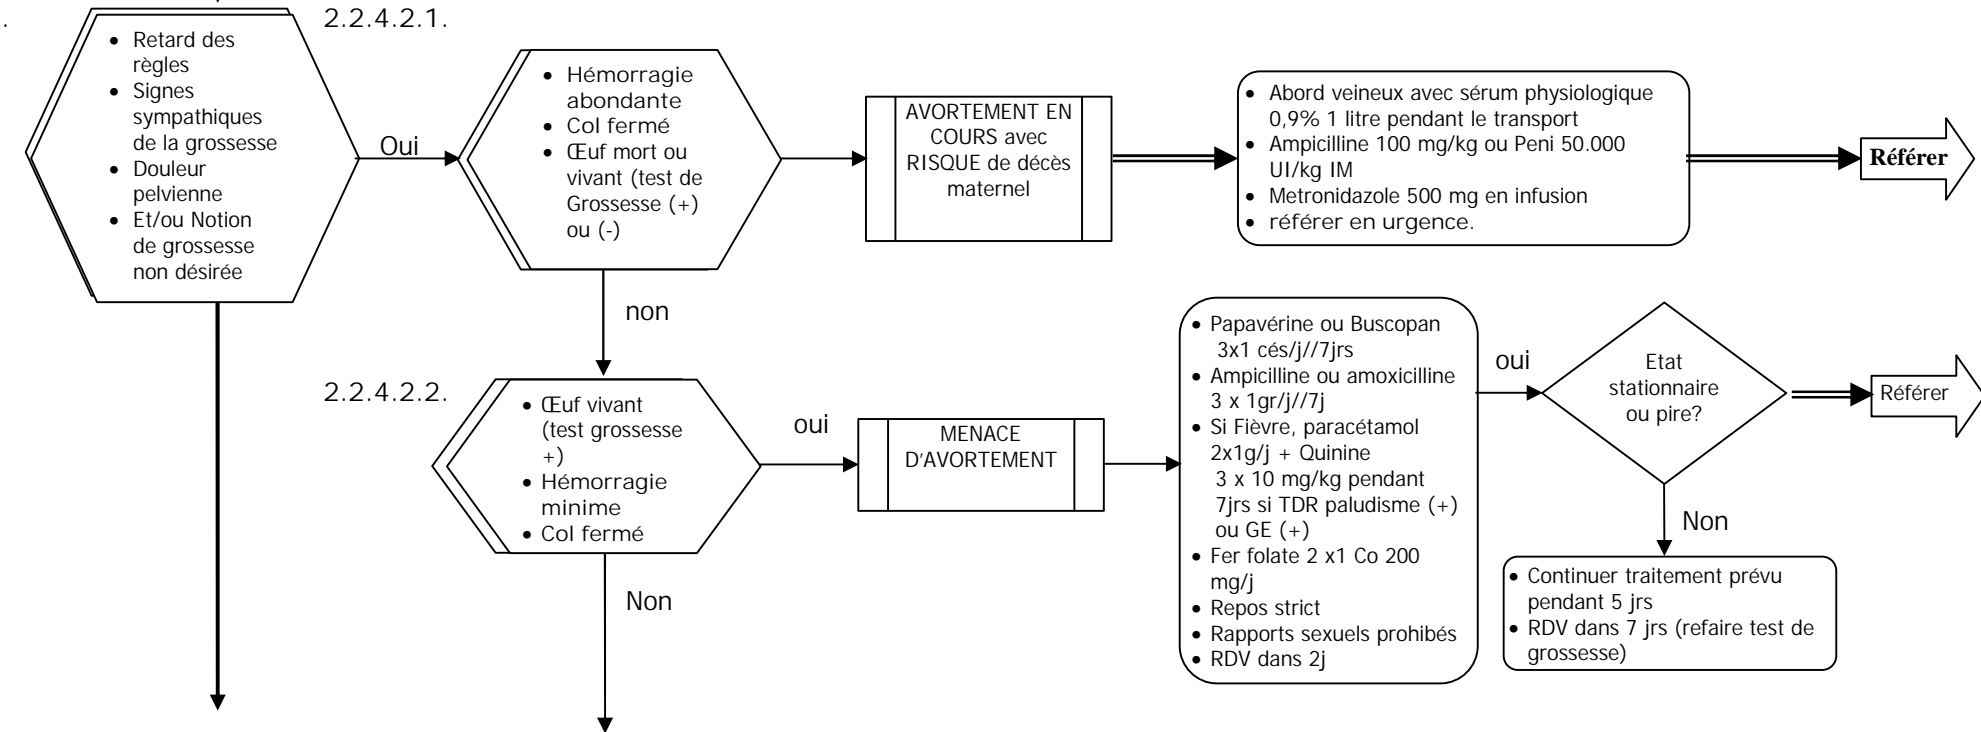 .
2.2.4.2.1.
• Retard des
règles
• Signes
sympathiques
de la grossesse
• Douleur
pelvienne
• Et/ou Notion
de grossesse
non désirée
Oui
• Hémorragie
abondante
• Col fermé
• Œuf mort ou
vivant (test de
Grossesse (+)
ou (-)
AVORTEMENT EN
COURS avec
RISQUE de décès
maternel
• Abord veineux avec sérum physiologique
0,9% 1 litre pendant le transport
• Ampicilline 100 mg/kg ou Peni 50.000
UI/kg IM
• Metronidazole 500 mg en infusion
• référer en urgence.
Référer
non
2.2.4.2.2.
• Œuf vivant
(test grossesse
+)
• Hémorragie
minime
• Col fermé
oui
MENACE
D'AVORTEMENT
• Papavérine ou Buscopan
3x1 cés/j//7jrs
• Ampicilline ou amoxicilline
3 x 1gr/j//7j
• Si Fièvre, paracétamol
2x1g/j + Quinine
3 x 10 mg/kg pendant
7jrs si TDR paludisme (+)
ou GE (+)
• Fer folate 2 x1 Co 200
mg/j
• Repos strict
• Rapports sexuels prohibés
• RDV dans 2j
oui
Etat
stationnaire
ou pire?
Référer
Non
• Continuer traitement prévu
pendant 5 jrs
• RDV dans 7 jrs (refaire test de
grossesse)
Non